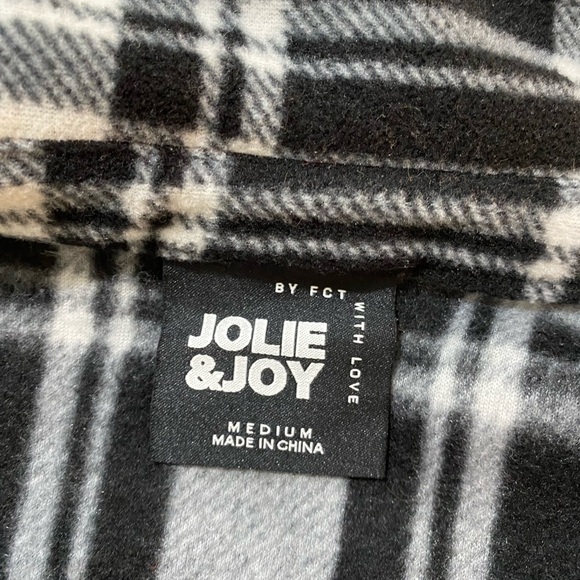 BY FCT
WITH LOVE
JOLIE
&JOY
MEDIUM
MADE IN CHINA